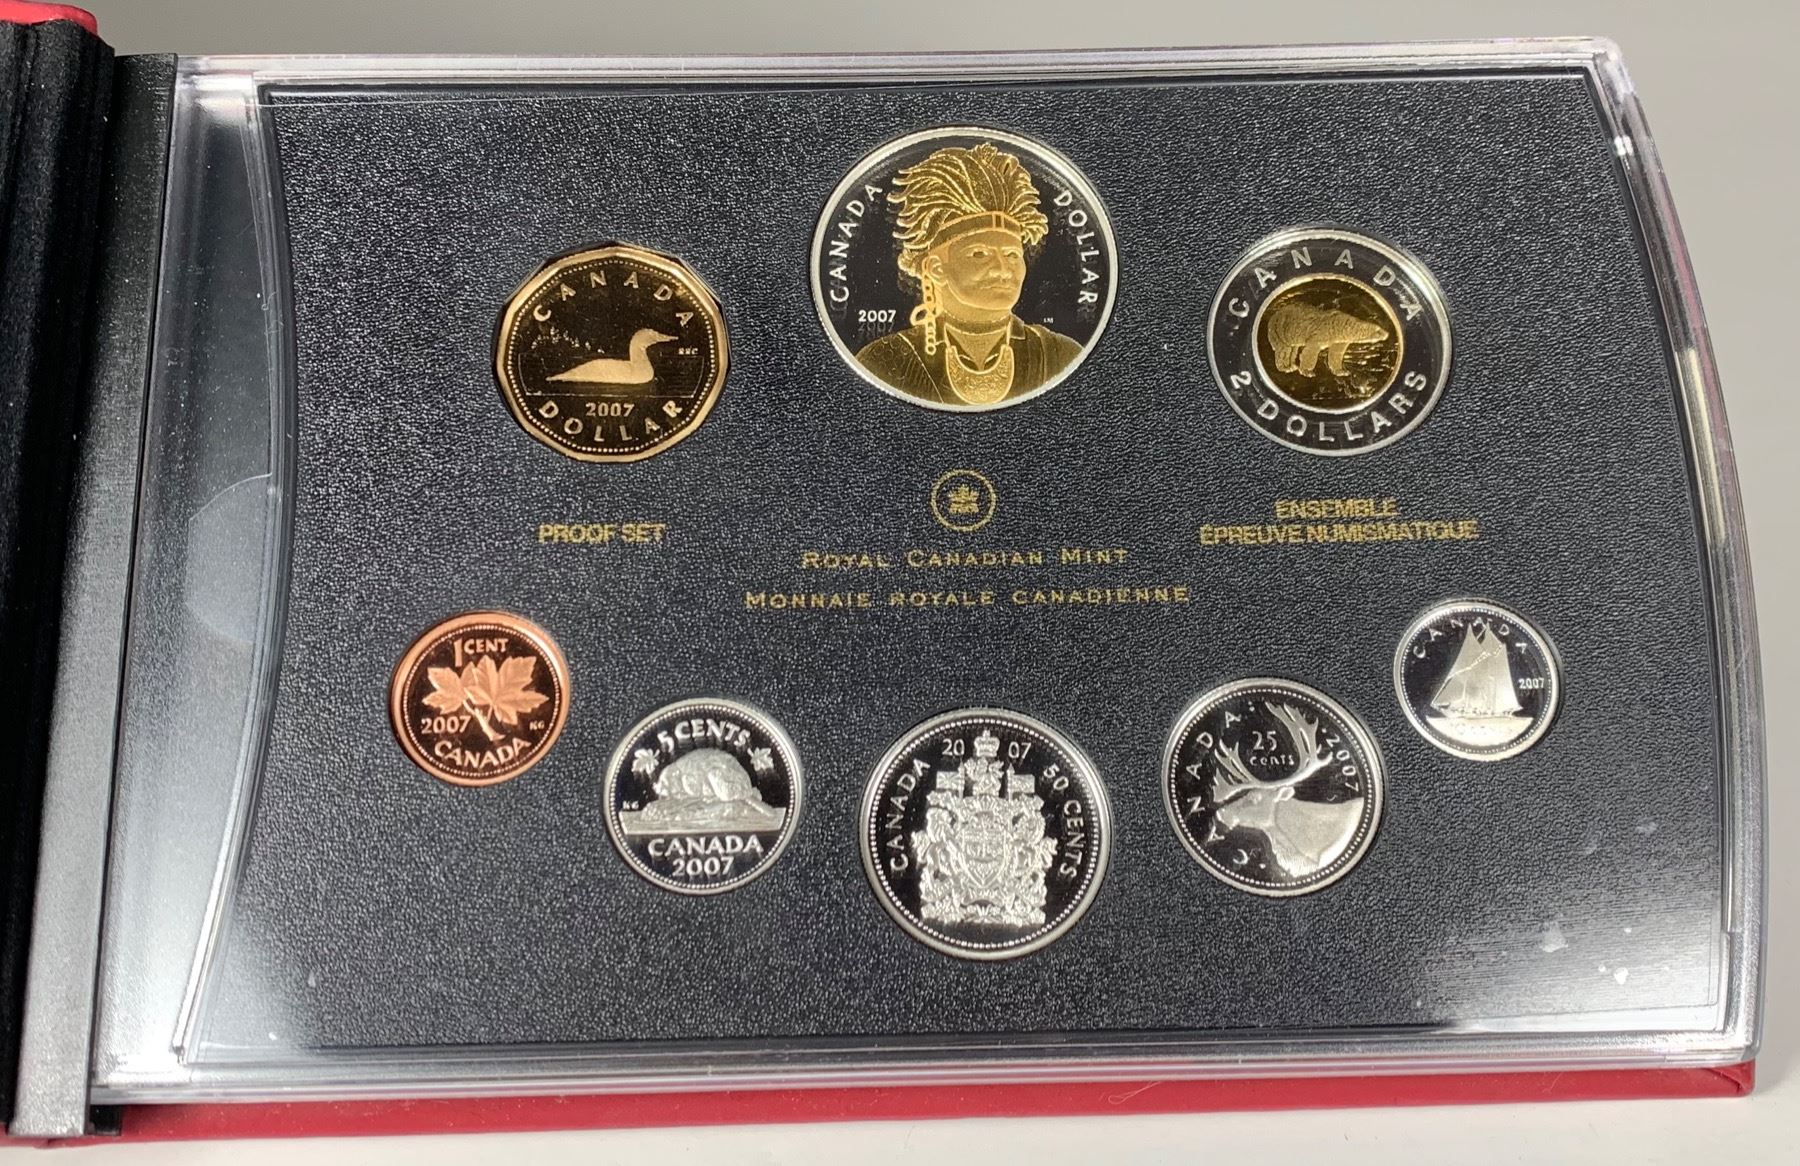 CANADA
DOLLAR
2007
CANADA
2007
DOLLAR
CANADA
2 DOLLARS
PROOF SET
ENSEMBLE
ÉPREUVE NUMISMATIQUE
ROYAL CANADIAN MINT
MONNAIE ROYALE CANADIENNE
1 CENT
2007 KG
CANADA
5 CENTS
KG
CANADA
2007
20 07
CANADA
50 CENTS
CANADA
25
cents
2007
CANADA
2007